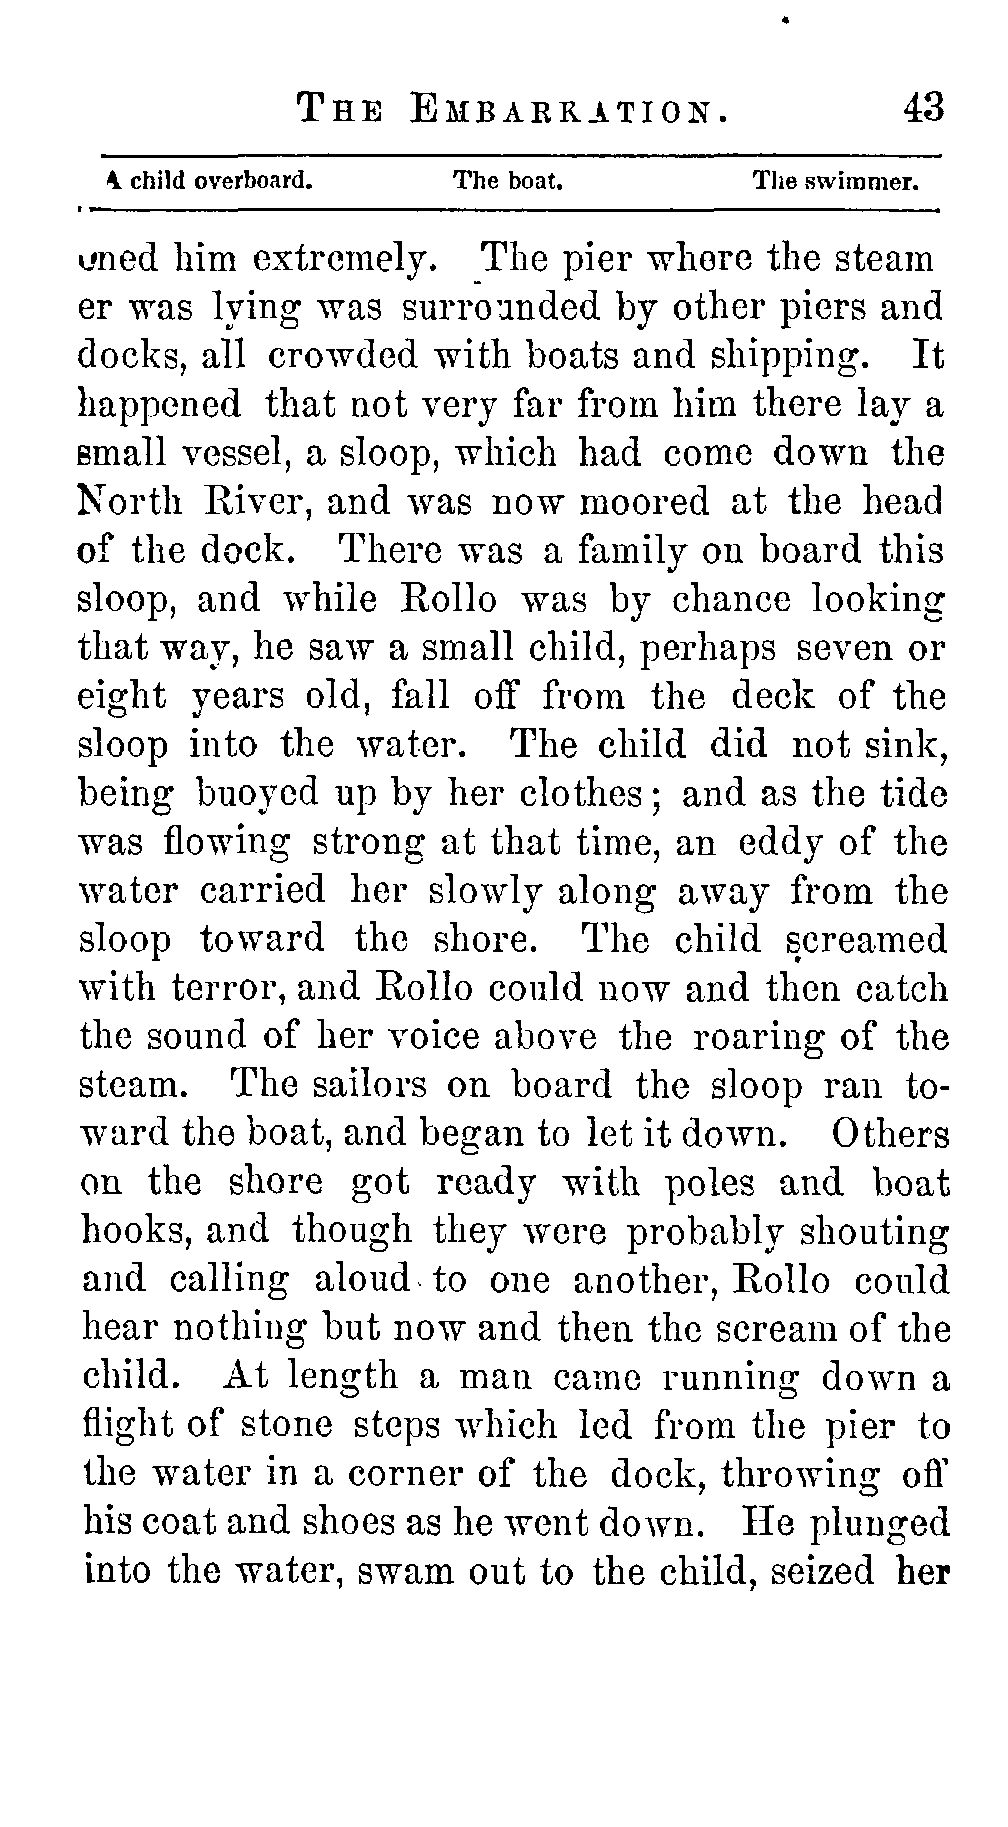 THE EMBARKATION. 43
A child overboard. The boat. The swimmer.
oned him extremely. The pier where the steam
er was lying was surrounded by other piers and
docks, all crowded with boats and shipping. It
happened that not very far from him there lay a
small vessel, a sloop, which had come down the
North River, and was now moored at the head
of the dock. There was a family on board this
sloop, and while Rollo was by chance looking
that way, he saw a small child, perhaps seven or
eight years old, fall off from the deck of the
sloop into the water. The child did not sink,
being buoyed up by her clothes; and as the tide
was flowing strong at that time, an eddy of the
water carried her slowly along away from the
sloop toward the shore. The child screamed
with terror, and Rollo could now and then catch
the sound of her voice above the roaring of the
steam. The sailors on board the sloop ran to-
ward the boat, and began to let it down. Others
on the shore got ready with poles and boat
hooks, and though they were probably shouting
and calling aloud to one another, Rollo could
hear nothing but now and then the scream of the
child. At length a man came running down a
flight of stone steps which led from the pier to
the water in a corner of the dock, throwing off
his coat and shoes as he went down. He plunged
into the water, swam out to the child, seized her